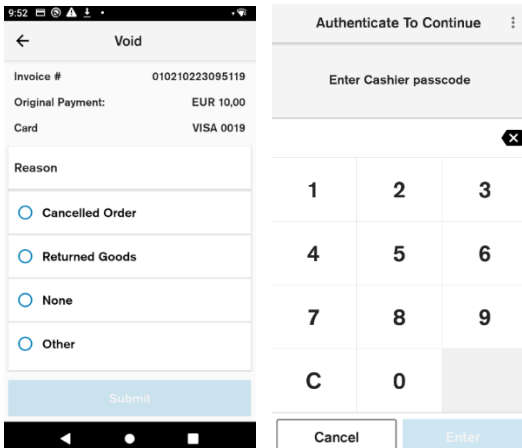 9:52
Void
Invoice # 010210223095119
Original Payment: EUR 10,00
Card VISA 0019
Reason
Cancelled Order
Returned Goods
None
Other
Submit
Authenticate To Continue
Enter Cashier passcode
1 2 3
4 5 6
7 8 9
C 0
Cancel Enter